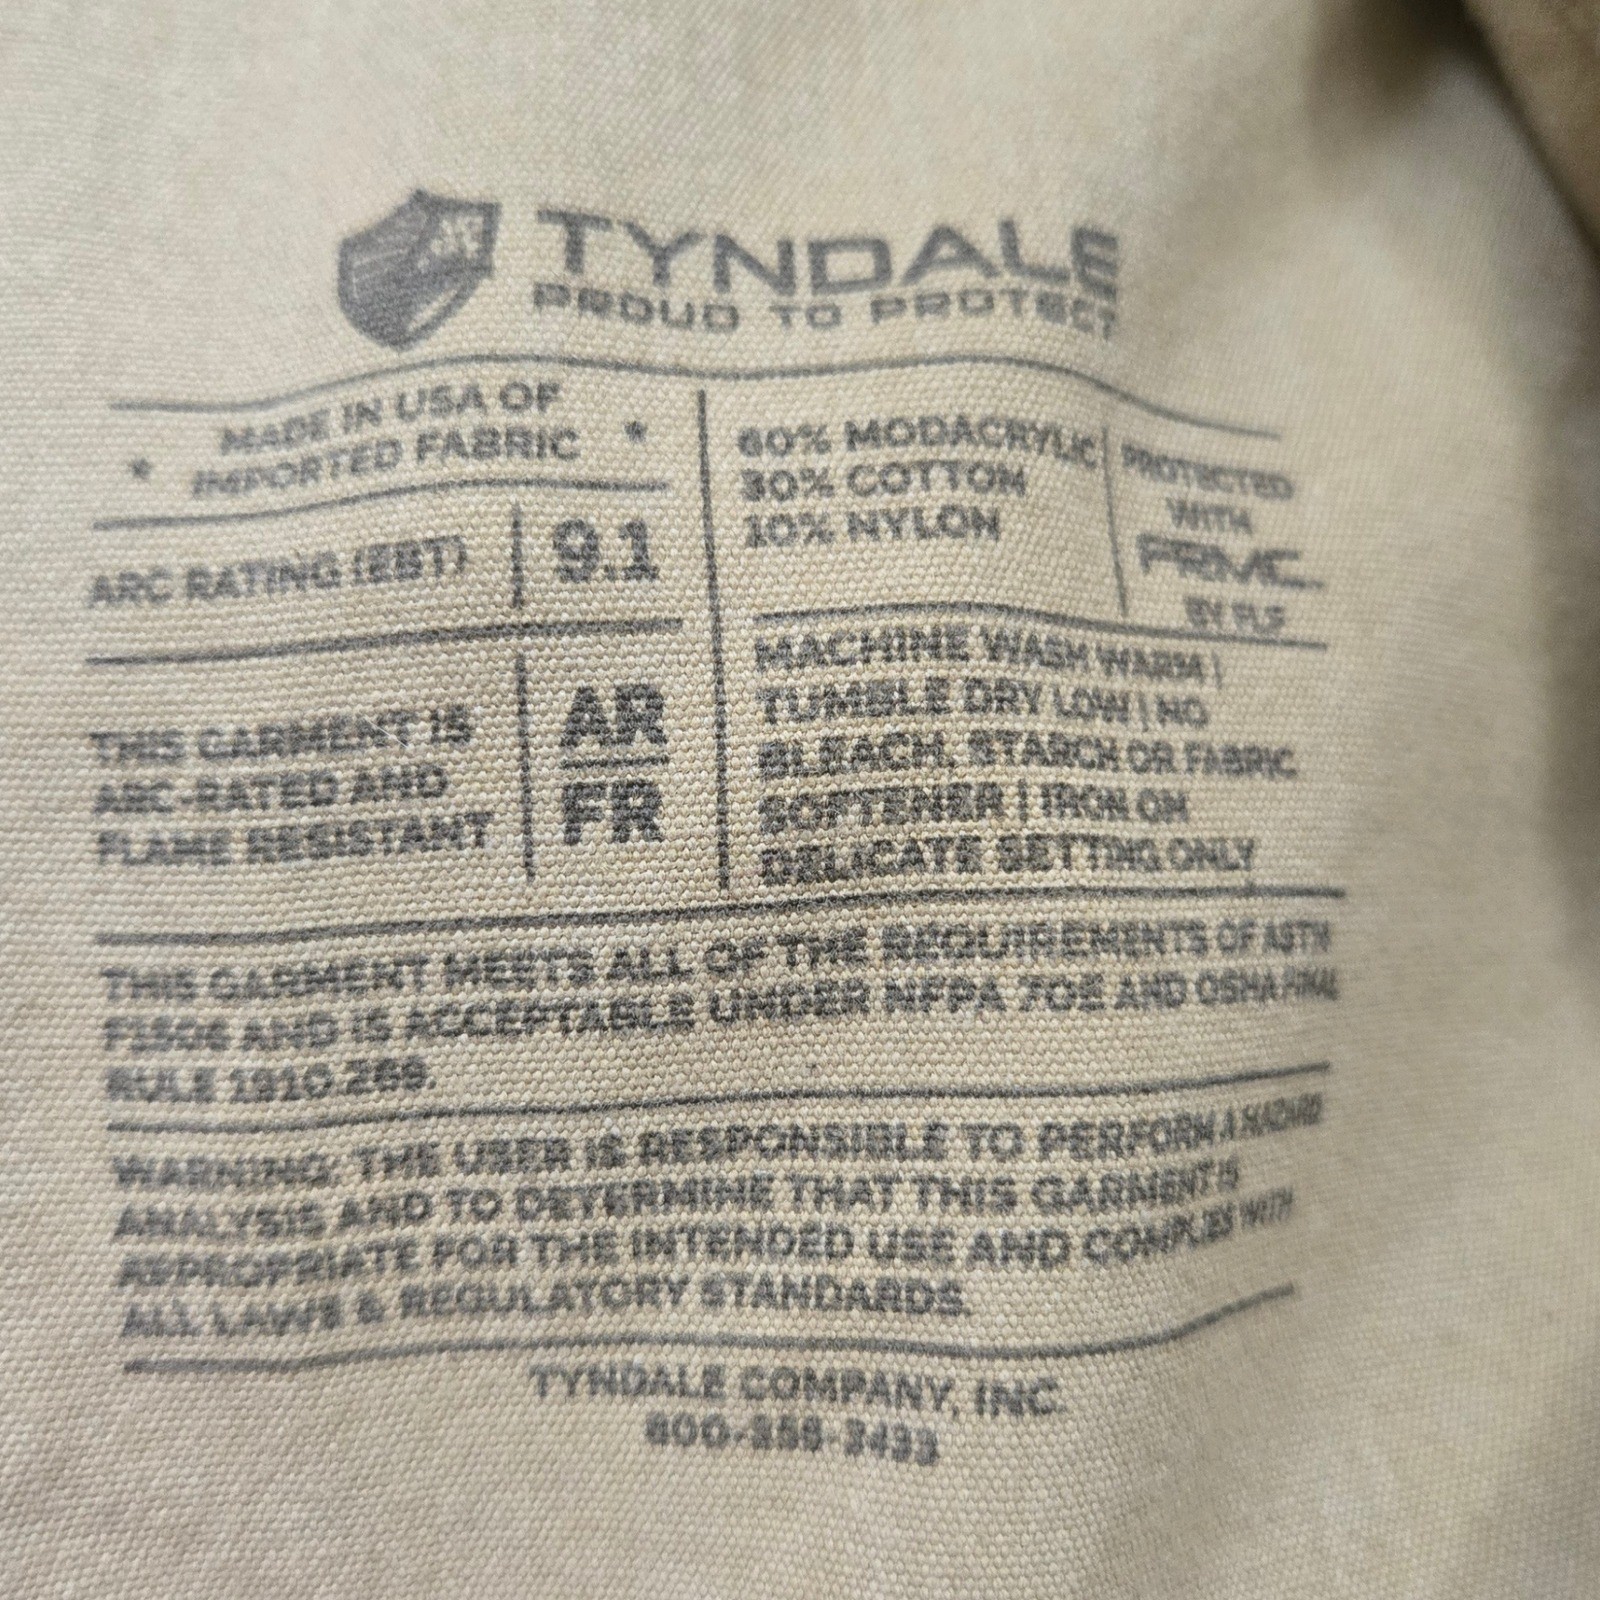 TYNDALE
PROUD TO PROTECT
MADE IN USA OF
IMPORTED FABRIC
ARC RATING (EBT)
9.1
THIS GARMENT IS
ARC-RATED AND
FLAME RESISTANT
AR
FR
60% MODACRYLIC
30% COTTON
10% NYLON
PROTECTED
WITH
PRMC
BY FLF
MACHINE WASH WARM |
TUMBLE DRY LOW | NO
BLEACH, STARCH OR FABRIC
SOFTENER | IRON ON
DELICATE SETTING ONLY
THIS GARMENT MEETS ALL OF THE REQUIREMENTS OF ASTM
F1506 AND IS ACCEPTABLE UNDER NFPA 70E AND OSHA FINAL
RULE 1910.269.
WARNING: THE USER IS RESPONSIBLE TO PERFORM A HAZARD
ANALYSIS AND TO DETERMINE THAT THIS GARMENT IS
APPROPRIATE FOR THE INTENDED USE AND COMPLIES WITH
ALL LAWS & REGULATORY STANDARDS.
TYNDALE COMPANY, INC.